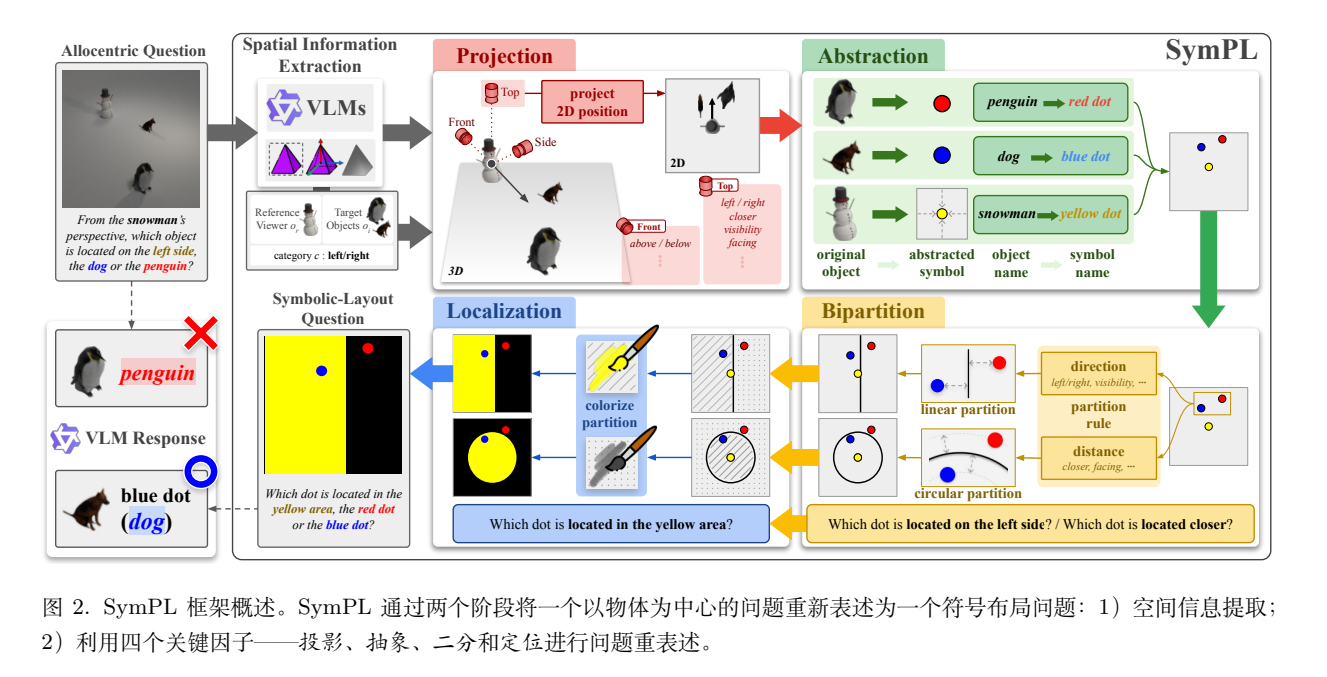 SymPL
Allocentric Question
From the snowman's
perspective, which object
is located on the left side,
the dog or the penguin?
penguin
VLM Response
blue dot
(dog)
Spatial Information
Extraction
VLMs
Reference
Viewer oᵣ
Target
Objects oᵢ
category c : left/right
Projection
Top
project
2D position
Front
Side
2D
3D
Front
above / below
⋮
Top
left / right
closer
visibility
facing
⋮
Abstraction
penguin
red dot
dog
blue dot
snowman
yellow dot
original
object
abstracted
symbol
object
name
symbol
name
Bipartition
direction
left/right, visibility, ···
partition
rule
distance
closer, facing, ···
linear partition
circular partition
Which dot is located on the left side? / Which dot is located closer?
Localization
colorize
partition
Which dot is located in the yellow area?
Symbolic-Layout
Question
Which dot is located in the
yellow area, the red dot
or the blue dot?
图 2. SymPL 框架概述。SymPL 通过两个阶段将一个以物体为中心的问题重新表述为一个符号布局问题：1）空间信息提取；
2）利用四个关键因子——投影、抽象、二分和定位进行问题重表述。